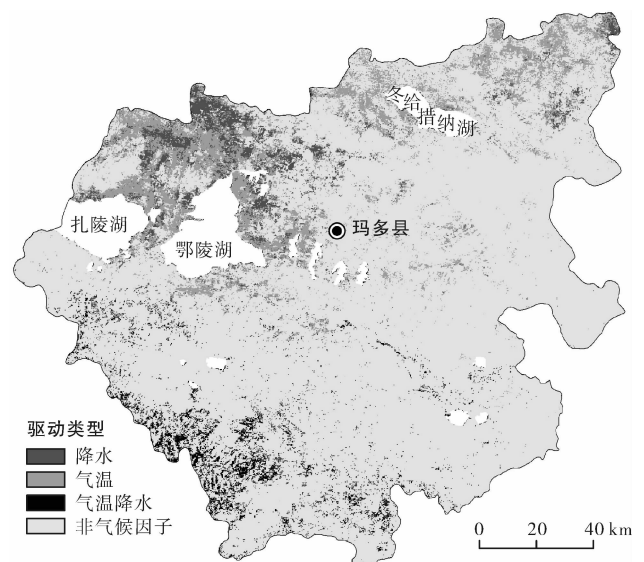 冬给
措纳湖
扎陵湖
鄂陵湖
玛多县
驱动类型
降水
气温
气温降水
非气候因子
0 20 40 km